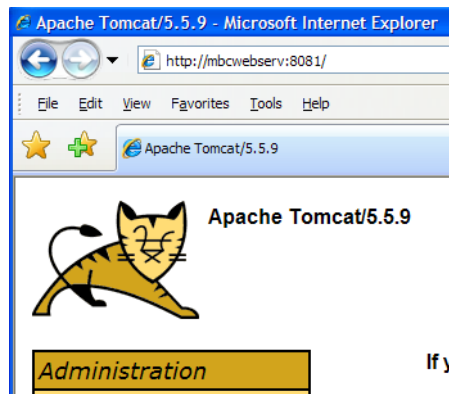 Apache Tomcat/5.5.9 - Microsoft Internet Explorer
http://mbcwebserv:8081/
File Edit View Favorites Tools Help
Apache Tomcat/5.5.9
Apache Tomcat/5.5.9
If
Administration